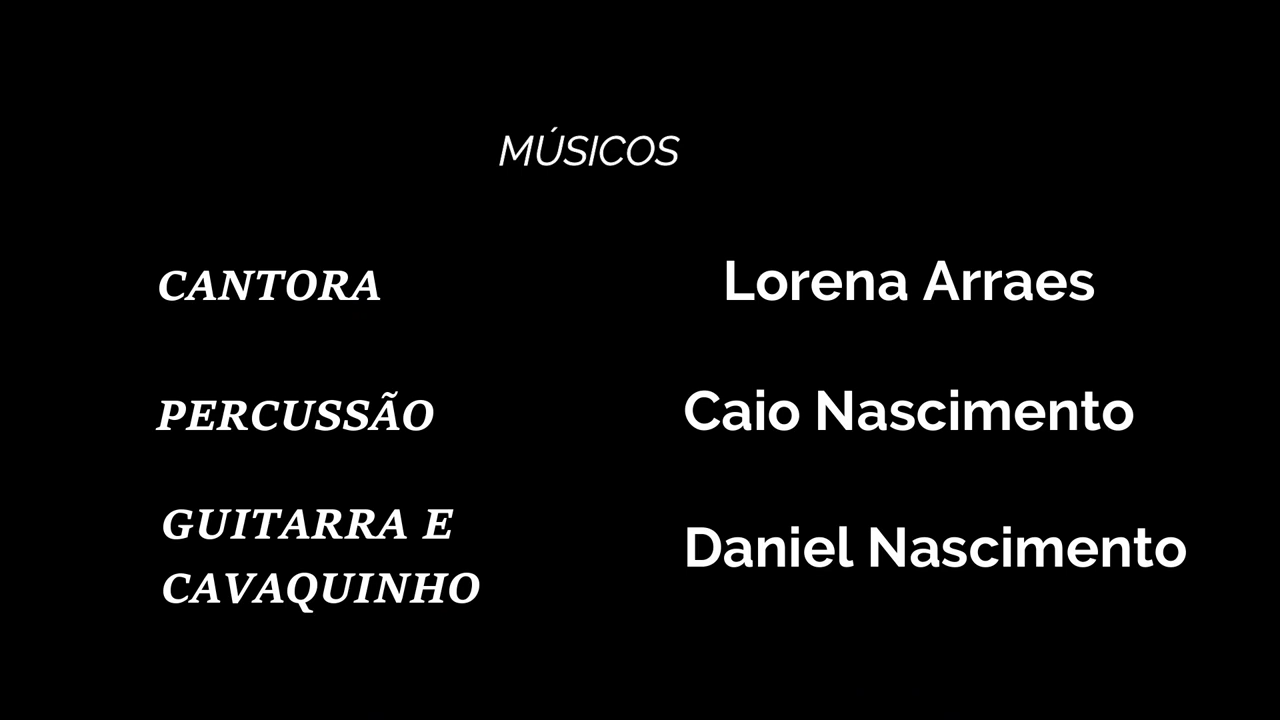 MÚSICOS
CANTORA Lorena Arraes
PERCUSSÃO Caio Nascimento
GUITARRA E
CAVAQUINHO Daniel Nascimento